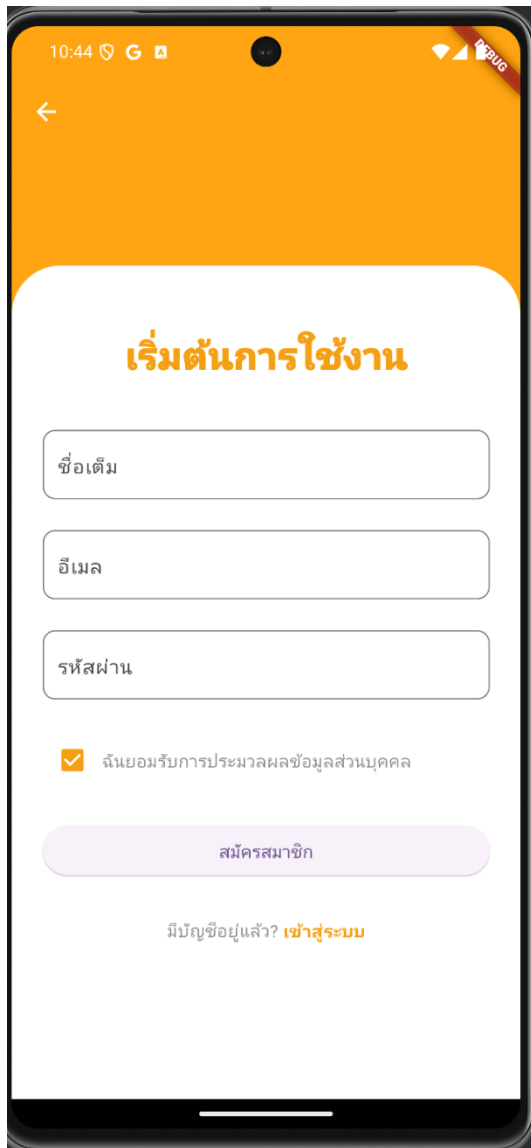 10:44
DEBUG
เริ่มต้นการใช้งาน
ชื่อเต็ม
อีเมล
รหัสผ่าน
ฉันยอมรับการประมวลผลข้อมูลส่วนบุคคล
สมัครสมาชิก
มีบัญชีอยู่แล้ว? เข้าสู่ระบบ